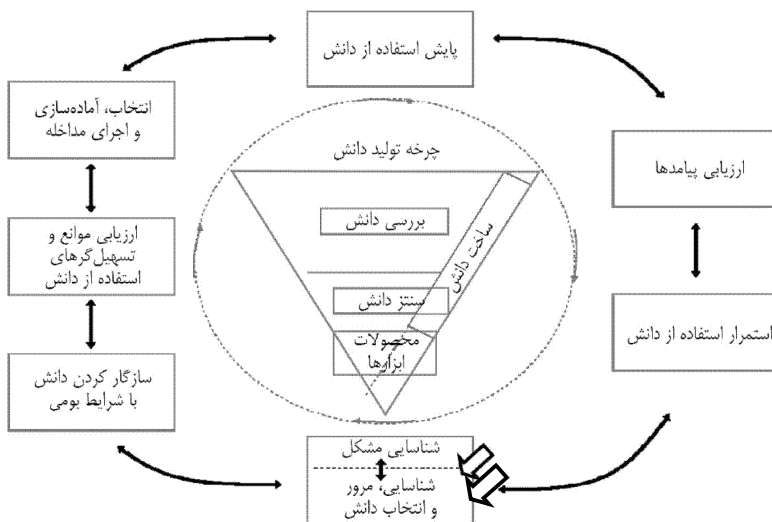 پایش استفاده از دانش
انتخاب، آماده‌سازی
و اجرای مداخله
چرخه تولید دانش
ارزیابی پیامدها
بررسی دانش
ساخت دانش
ارزیابی موانع و
تسهیل‌گرهای
استفاده از دانش
سنتز دانش
استمرار استفاده از دانش
محصولات
ابزارها
سازگار کردن دانش
با شرایط بومی
شناسایی مشکل
شناسایی، مرور
و انتخاب دانش